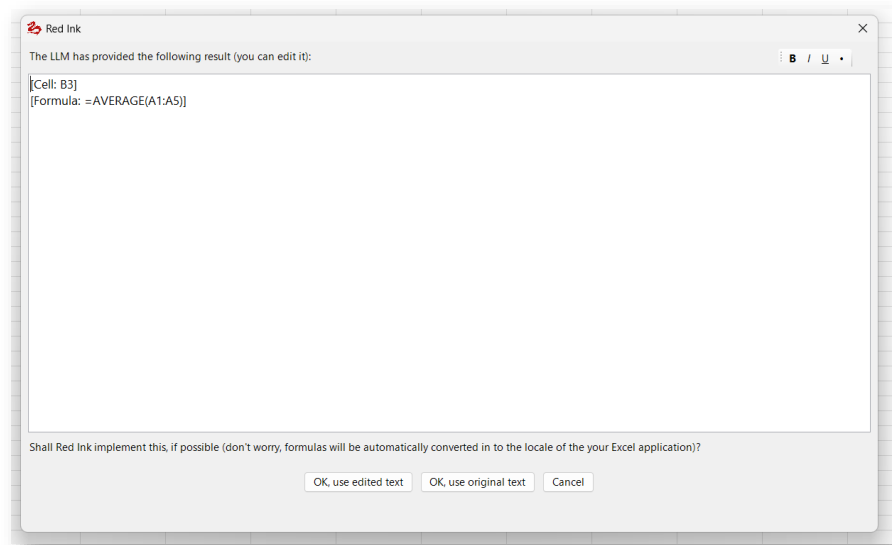 Red Ink
The LLM has provided the following result (you can edit it):
B I U •
[Cell: B3]
[Formula: =AVERAGE(A1:A5)]
Shall Red Ink implement this, if possible (don't worry, formulas will be automatically converted in to the locale of the your Excel application)?
OK, use edited text OK, use original text Cancel